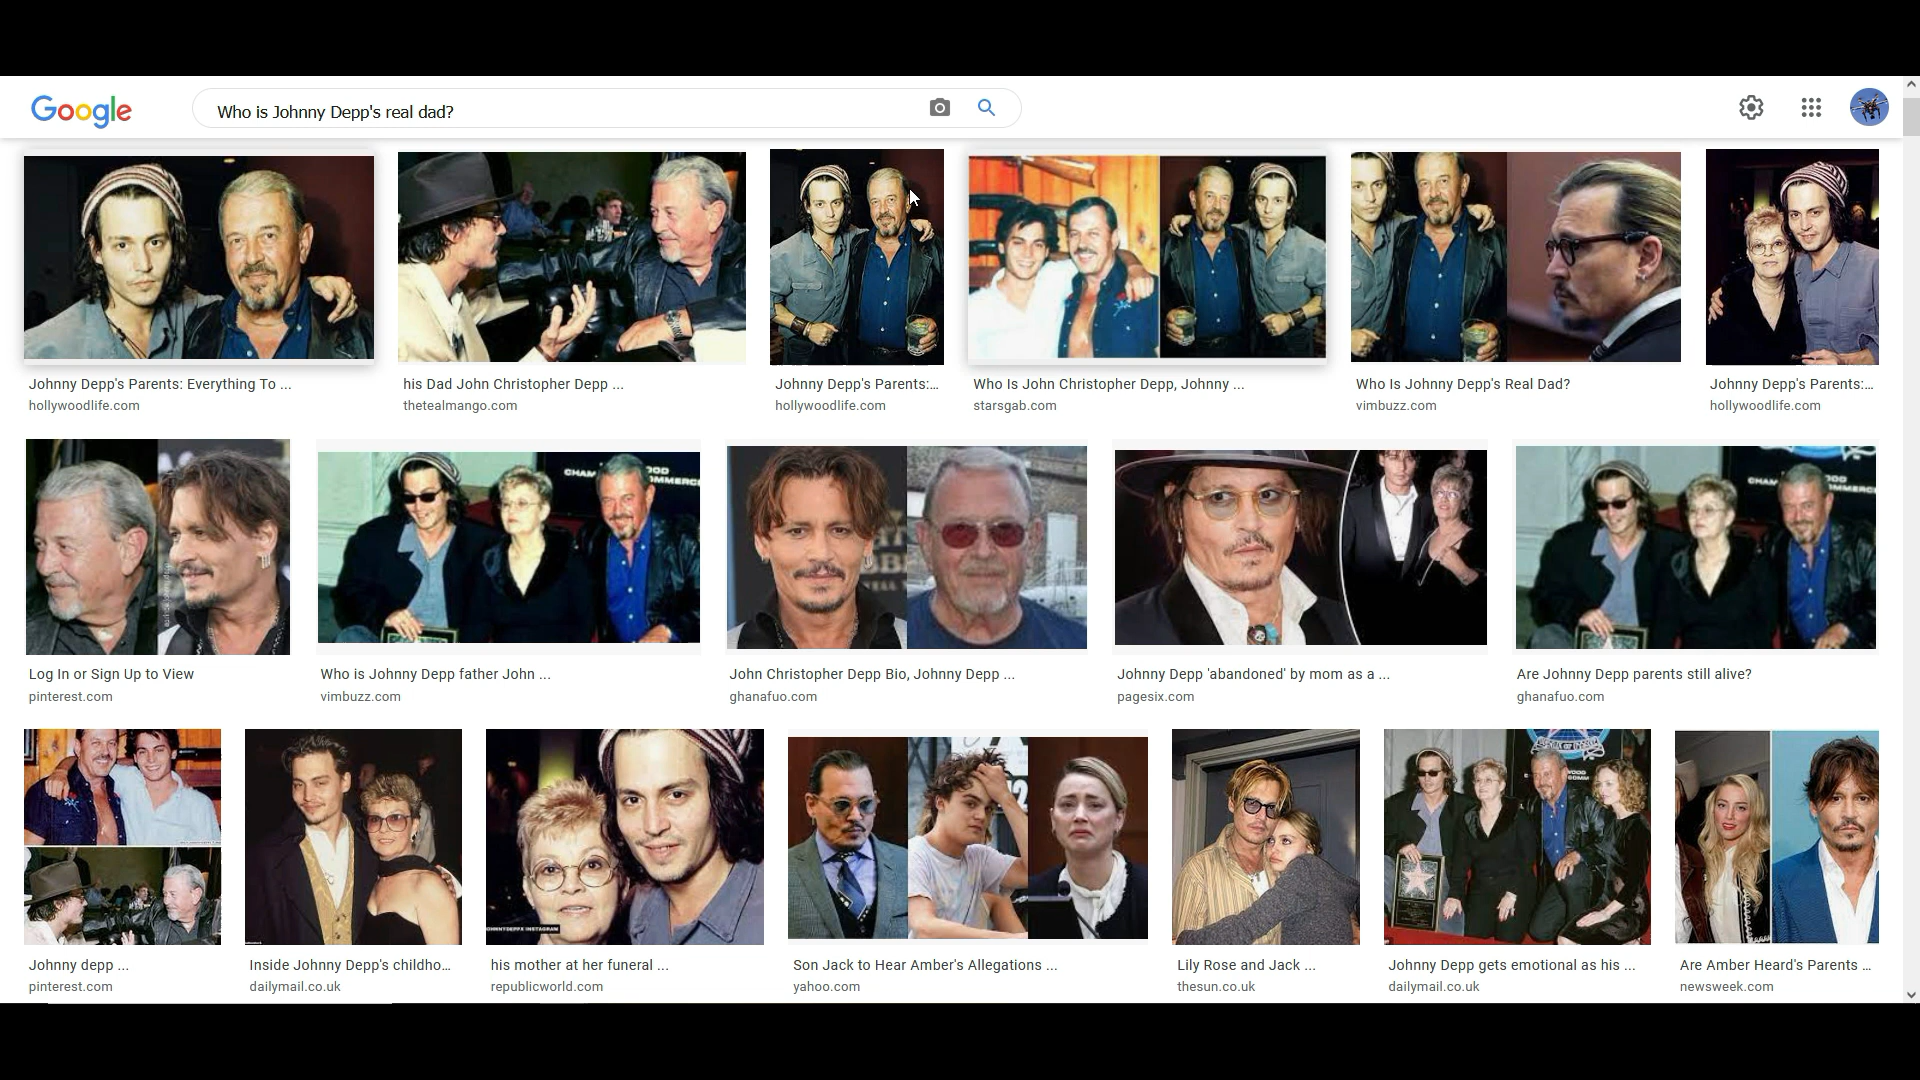 Google
Who is Johnny Depp's real dad?
Johnny Depp's Parents: Everything To ...
hollywoodlife.com
his Dad John Christopher Depp ...
thetealmango.com
Johnny Depp's Parents:...
hollywoodlife.com
Who Is John Christopher Depp, Johnny ...
starsgab.com
Who Is Johnny Depp's Real Dad?
vimbuzz.com
Johnny Depp's Parents:...
hollywoodlife.com
Log In or Sign Up to View
pinterest.com
Who is Johnny Depp father John ...
vimbuzz.com
John Christopher Depp Bio, Johnny Depp ...
ghanafuo.com
Johnny Depp 'abandoned' by mom as a ...
pagesix.com
Are Johnny Depp parents still alive?
ghanafuo.com
Johnny depp ...
pinterest.com
Inside Johnny Depp's childho...
dailymail.co.uk
his mother at her funeral ...
republicworld.com
Son Jack to Hear Amber's Allegations ...
yahoo.com
Lily Rose and Jack ...
thesun.co.uk
Johnny Depp gets emotional as his ...
dailymail.co.uk
Are Amber Heard's Parents ...
newsweek.com